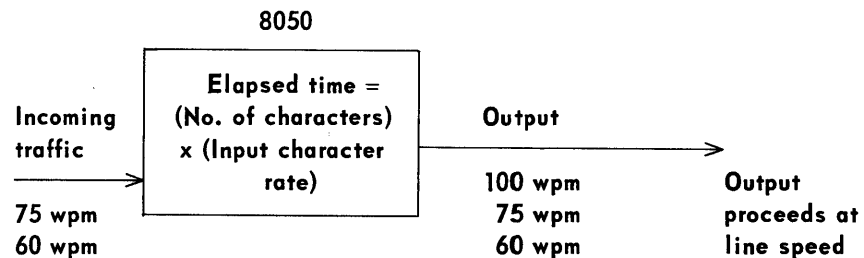 8050
Elapsed time =
(No. of characters)
x (Input character
rate)
Incoming
traffic
75 wpm
60 wpm
Output
100 wpm
75 wpm
60 wpm
Output
proceeds at
line speed